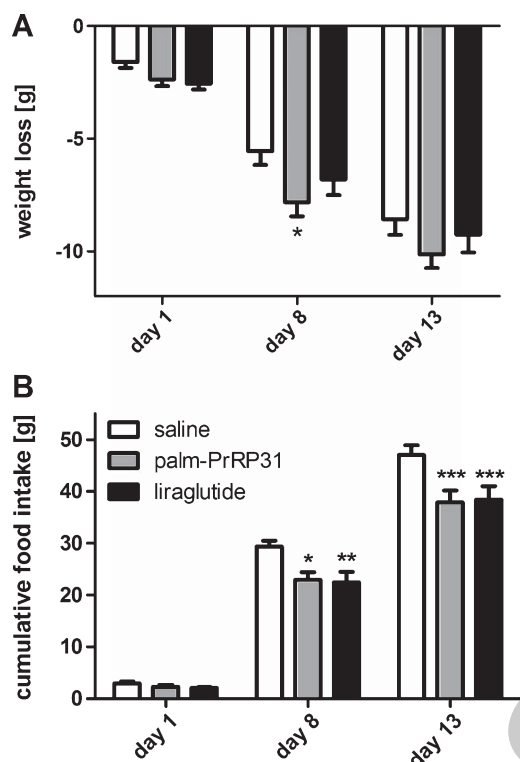 A
weight loss [g]
0
-5
-10
*
day 1
day 8
day 13
B
cumulative food intake [g]
50
40
30
20
10
0
saline
palm-PrRP31
liraglutide
* **
*** ***
day 1
day 8
day 13